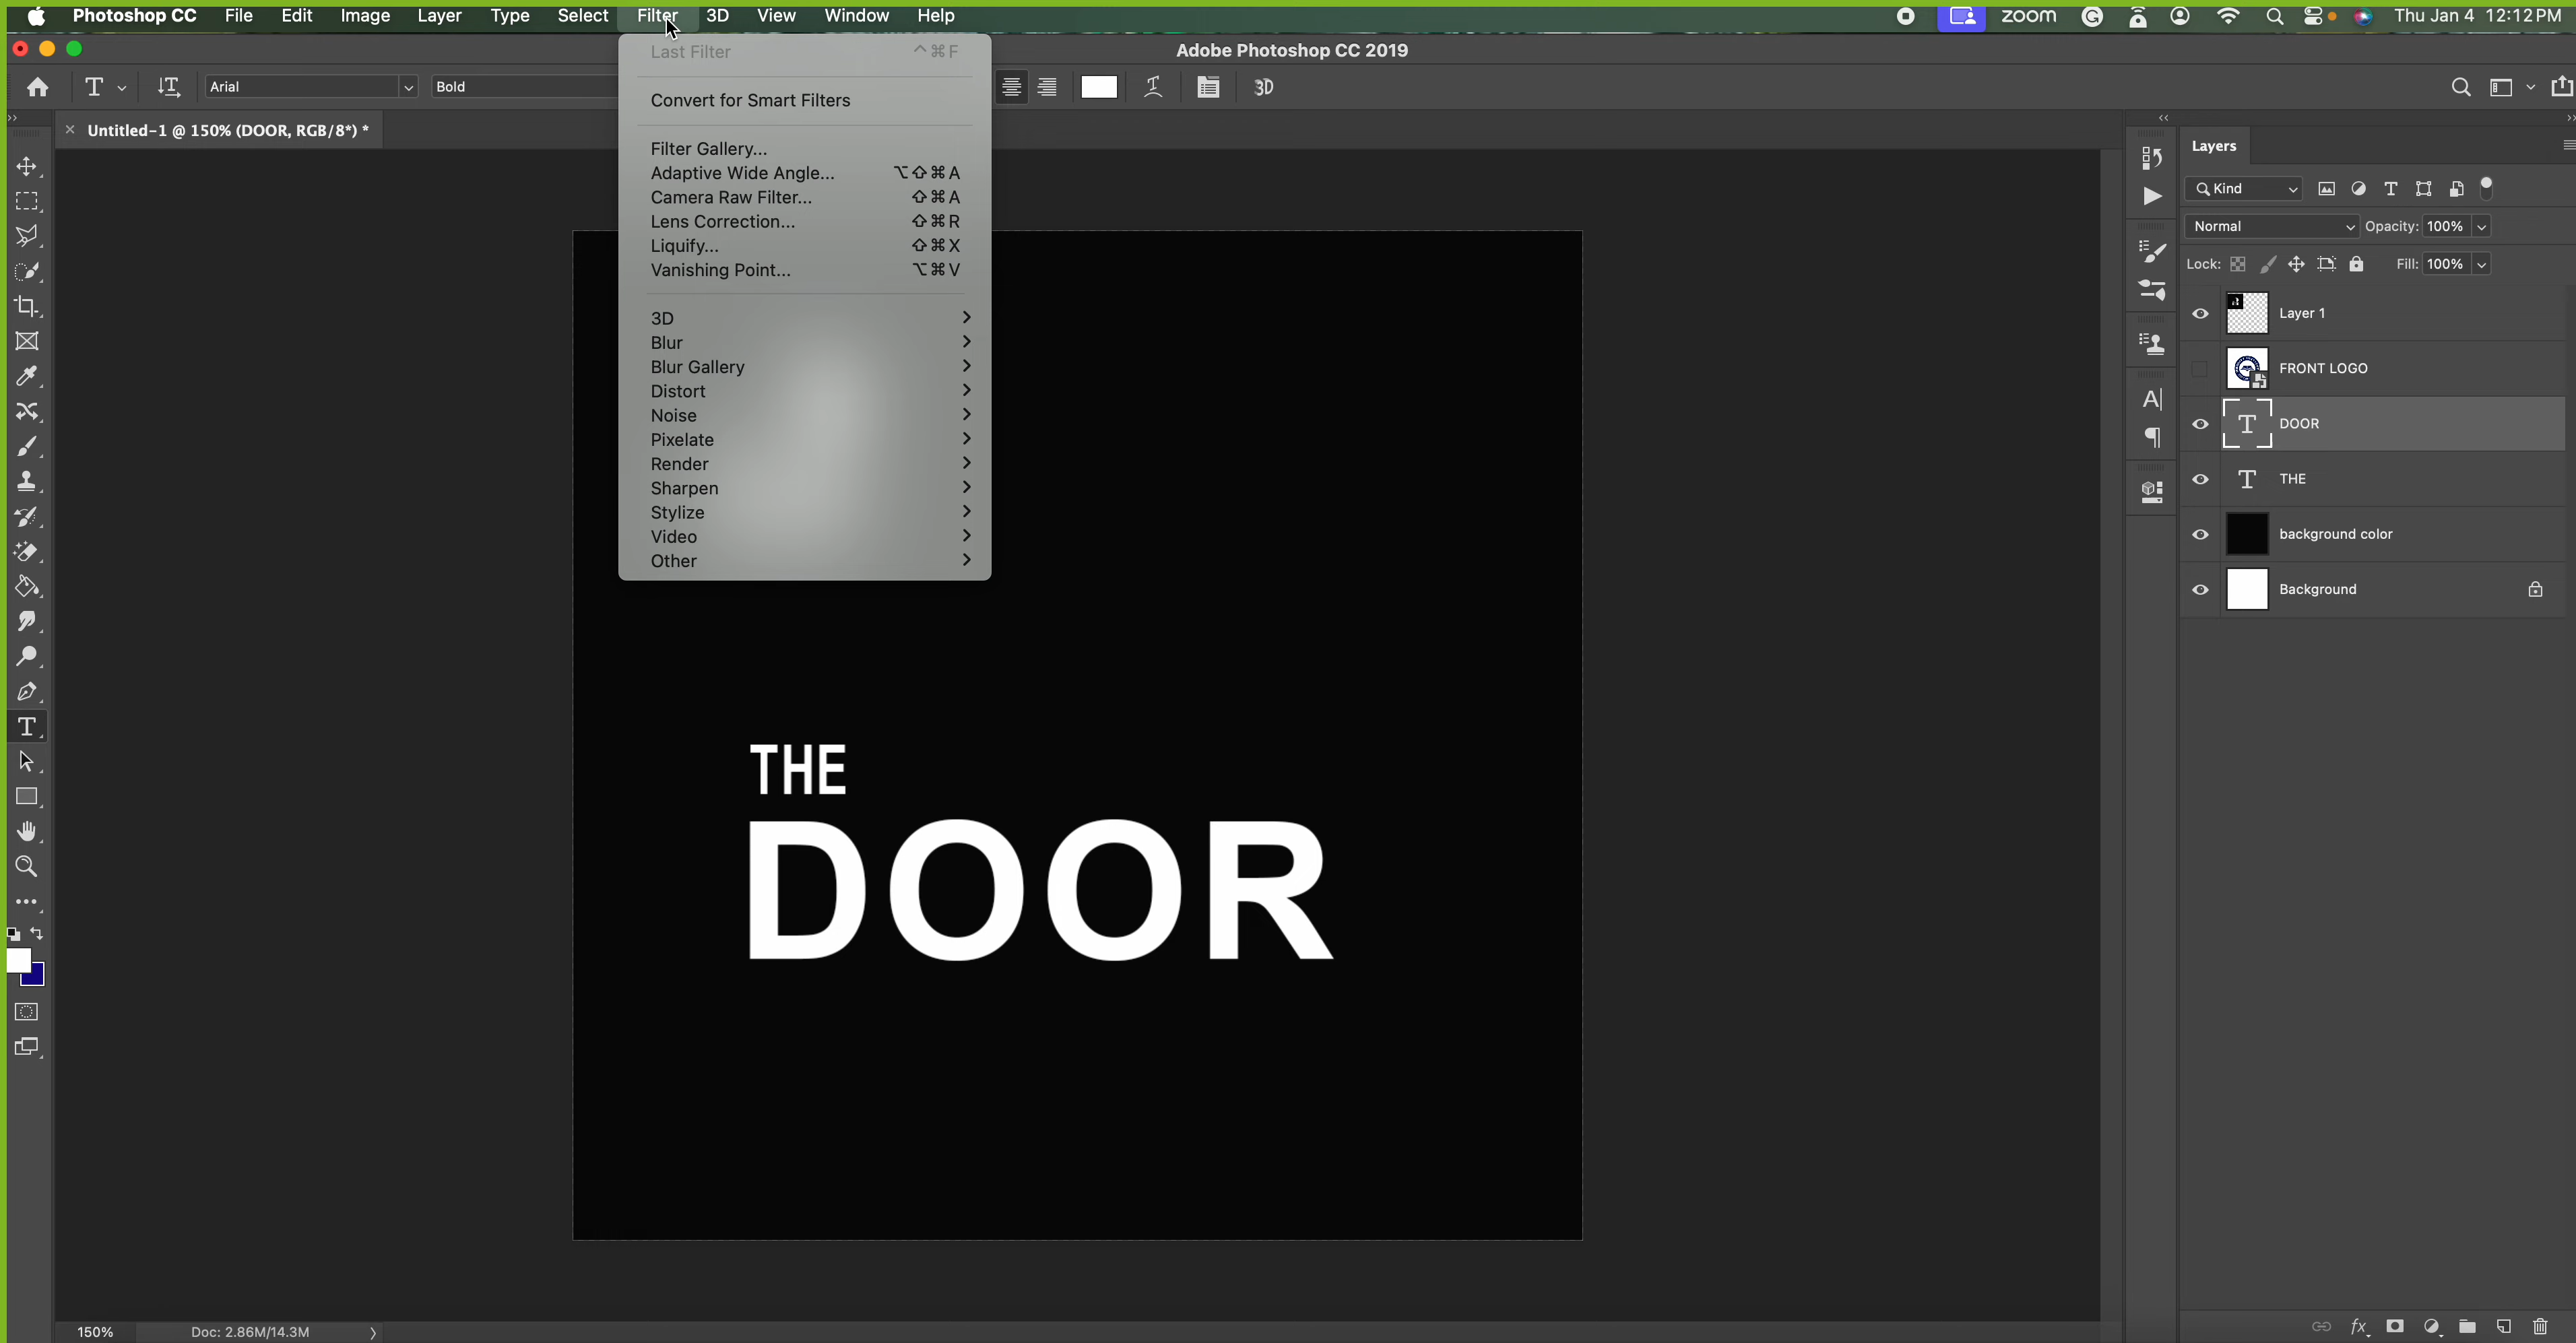 Photoshop CC File Edit Image Layer Type Select Filter 3D View Window Help zoom Thu Jan 4 12:12 PM
Adobe Photoshop CC 2019
Arial Bold 3D
Untitled-1 @ 150% (DOOR, RGB/8*) *
Last Filter ^⌘F
Convert for Smart Filters
Filter Gallery...
Adaptive Wide Angle... ⌥⇧⌘A
Camera Raw Filter... ⇧⌘A
Lens Correction... ⇧⌘R
Liquify... ⇧⌘X
Vanishing Point... ⌥⌘V
3D
Blur
Blur Gallery
Distort
Noise
Pixelate
Render
Sharpen
Stylize
Video
Other
THE
DOOR
Layers
Kind
Normal Opacity: 100%
Lock: Fill: 100%
Layer 1
FRONT LOGO
DOOR
THE
background color
Background
150% Doc: 2.86M/14.3M